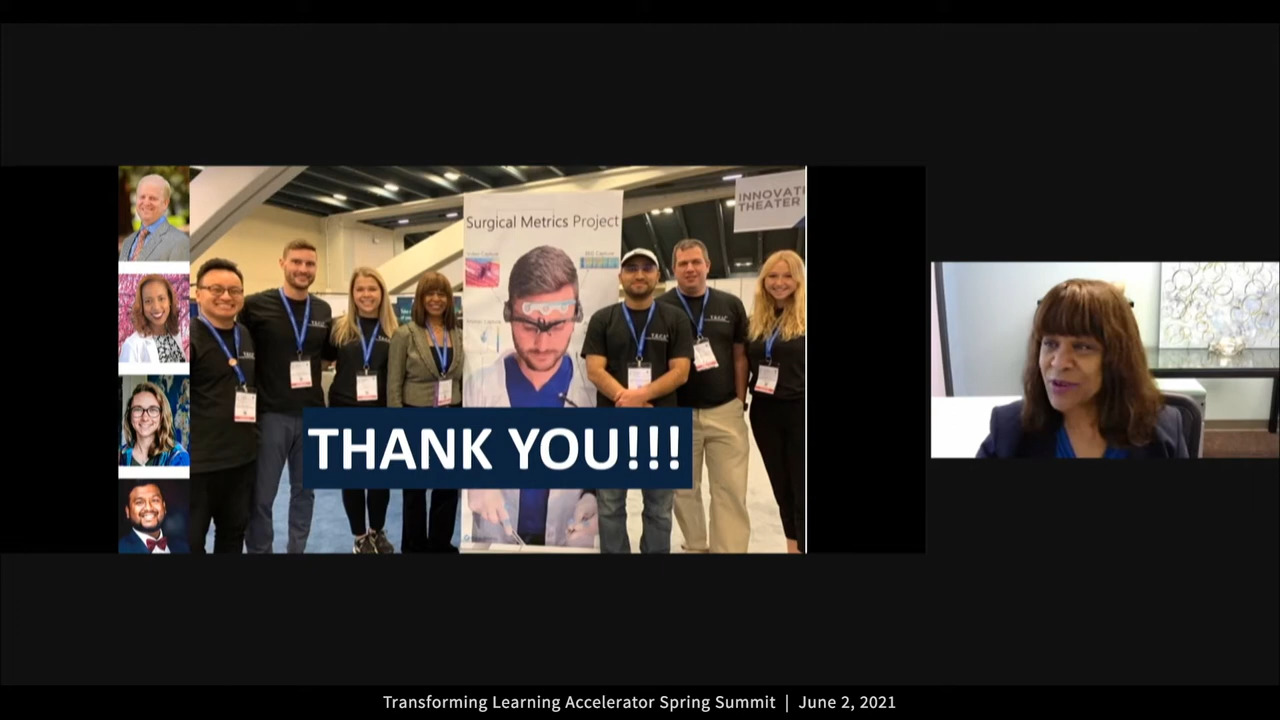 INNOVATI
THEATER
Surgical Metrics Project
THANK YOU!!!
Transforming Learning Accelerator Spring Summit | June 2, 2021